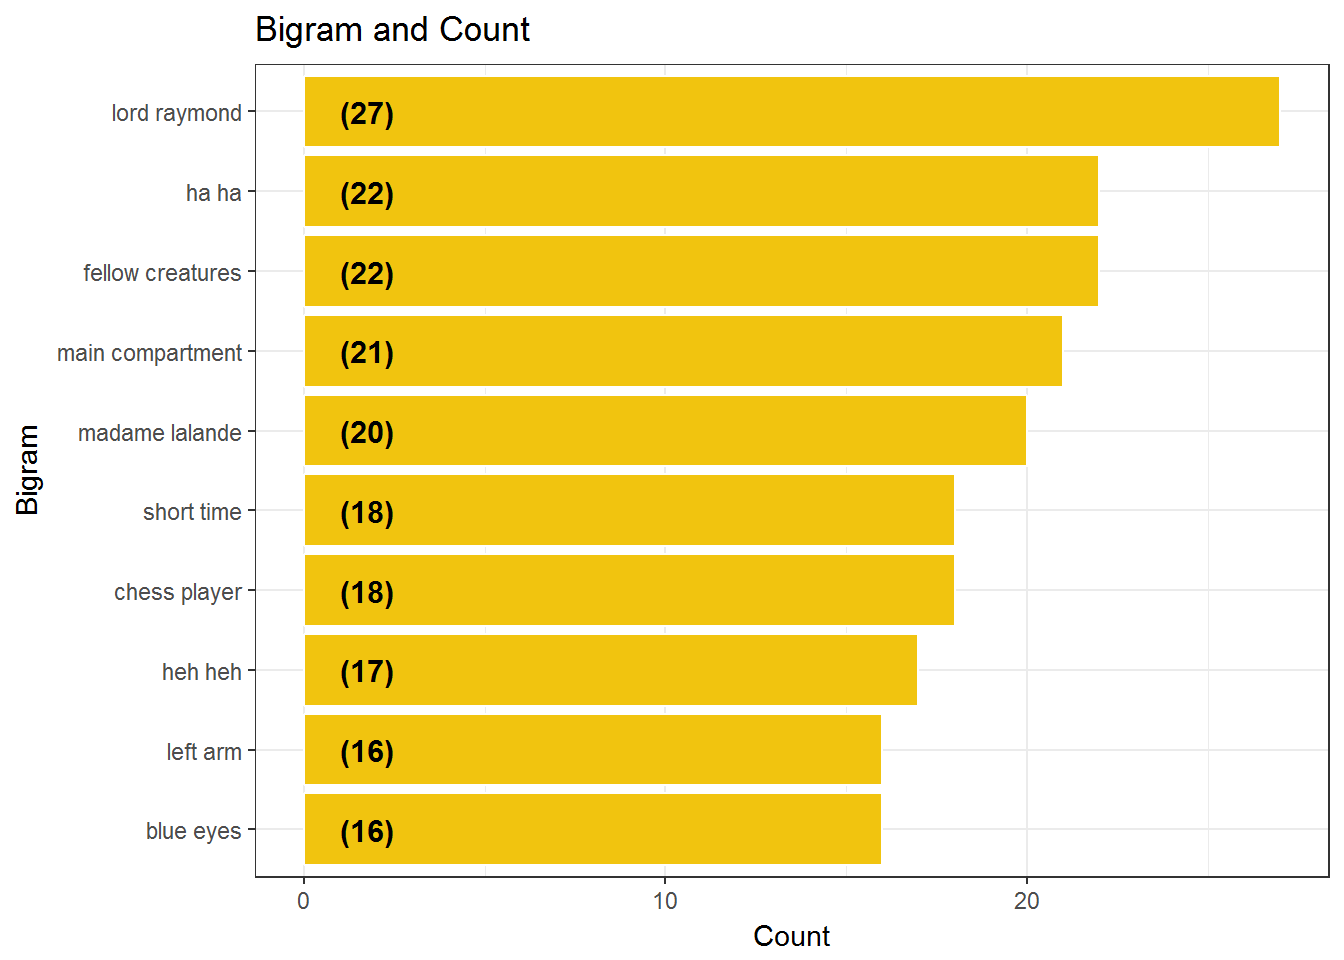 Bigram and Count
lord raymond (27)
ha ha (22)
fellow creatures (22)
main compartment (21)
madame lalande (20)
short time (18)
chess player (18)
heh heh (17)
left arm (16)
blue eyes (16)
Bigram
0 10 20
Count